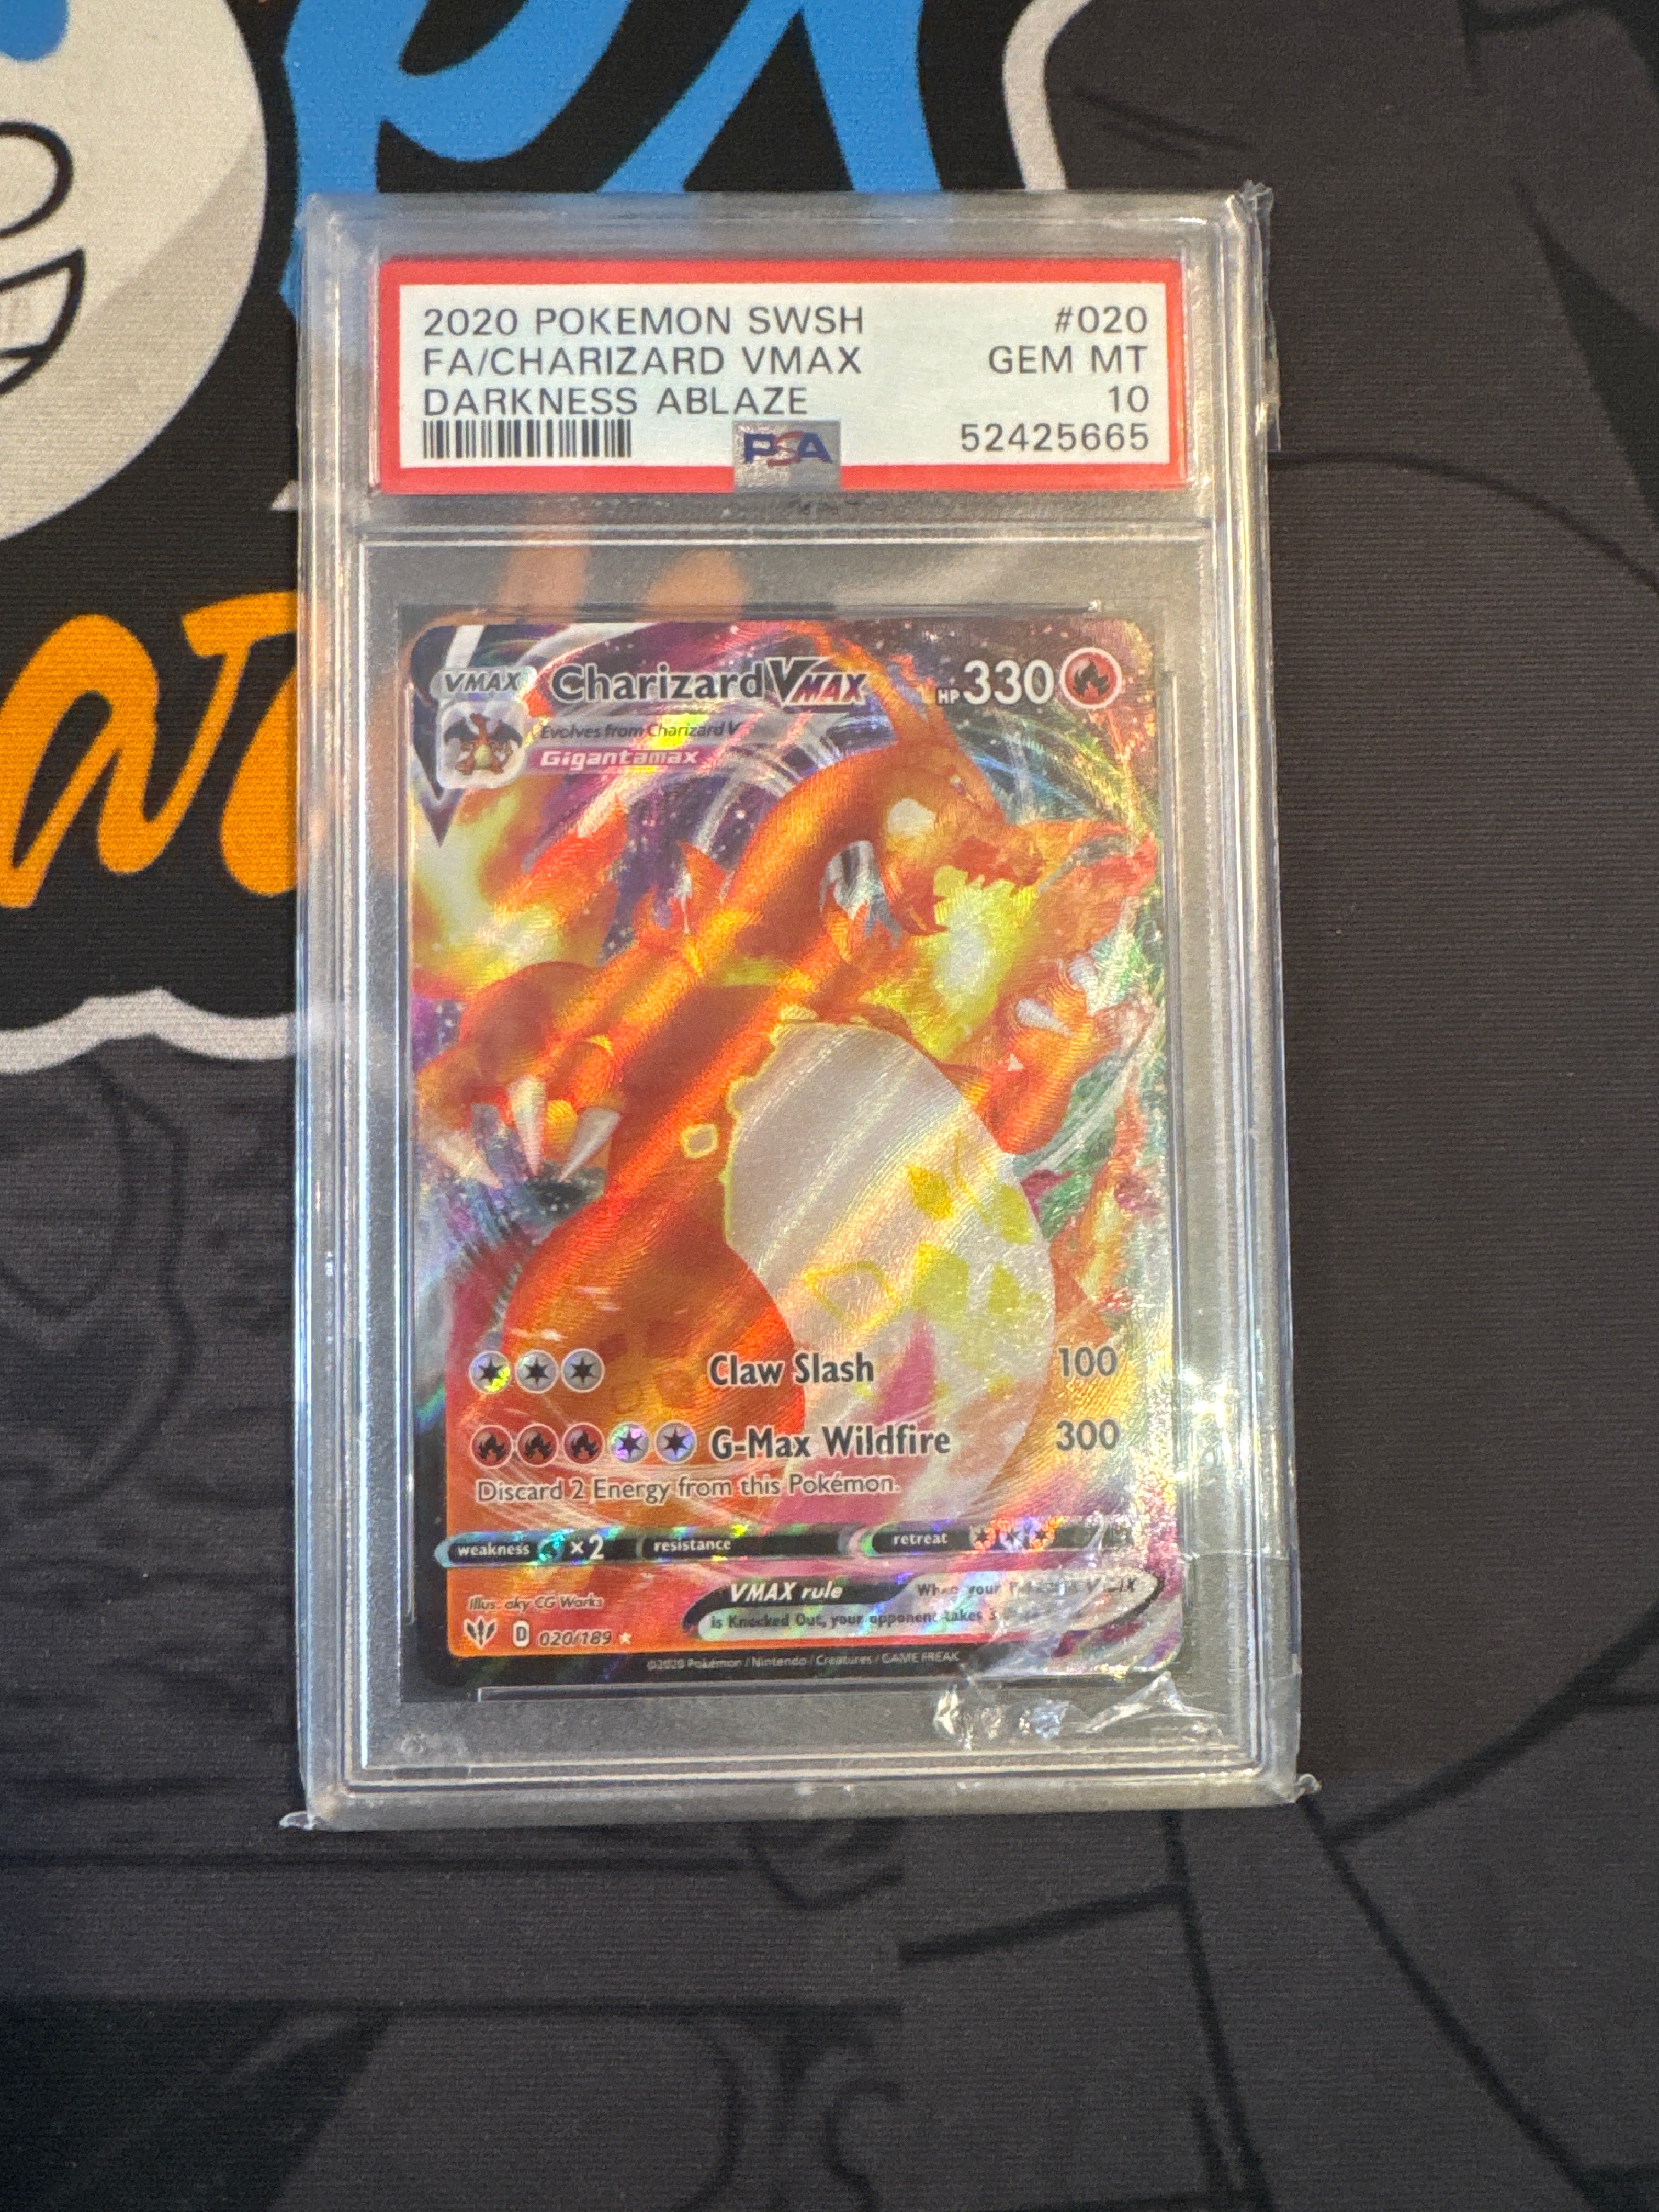 2020 POKEMON SWSH #020
FA/CHARIZARD VMAX GEM MT
DARKNESS ABLAZE 10
PSA 52425665
VMAX Charizard VMAX HP 330
Evolves from Charizard V
Gigantamax
Claw Slash 100
G-Max Wildfire 300
Discard 2 Energy from this Pokémon.
weakness ×2 resistance retreat
VMAX rule When your
is Knocked Out, your opponent takes 3
Illus. aky CG Works
D 020/189
©2020 Pokémon / Nintendo / Creatures / GAME FREAK